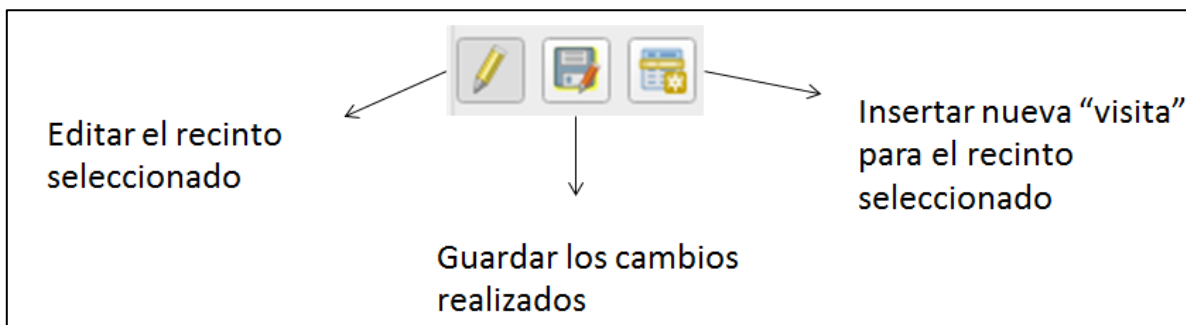 Editar el recinto
seleccionado
Guardar los cambios
realizados
Insertar nueva “visita”
para el recinto
seleccionado